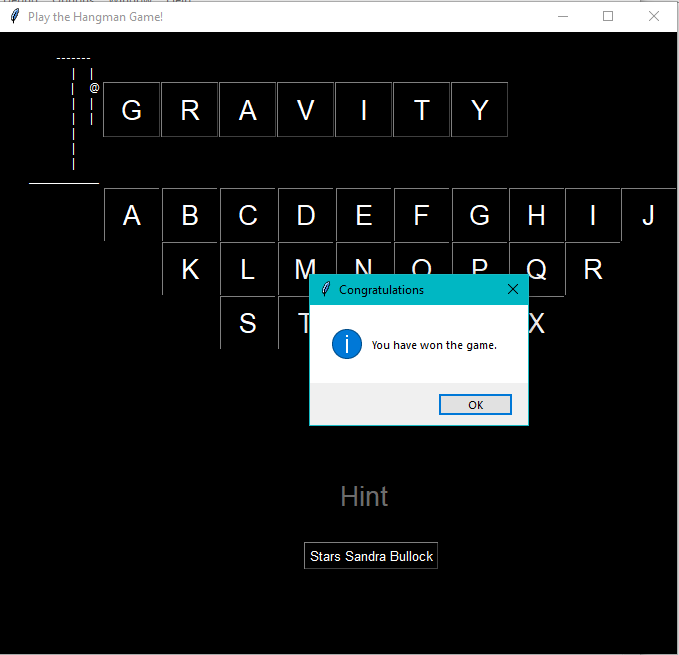 Play the Hangman Game!
-------
| |
| @
| |
| |
|
|
|
G R A V I T Y
A B C D E F G H I J
K L M N O P Q R
S T X
Congratulations
You have won the game.
OK
Hint
Stars Sandra Bullock